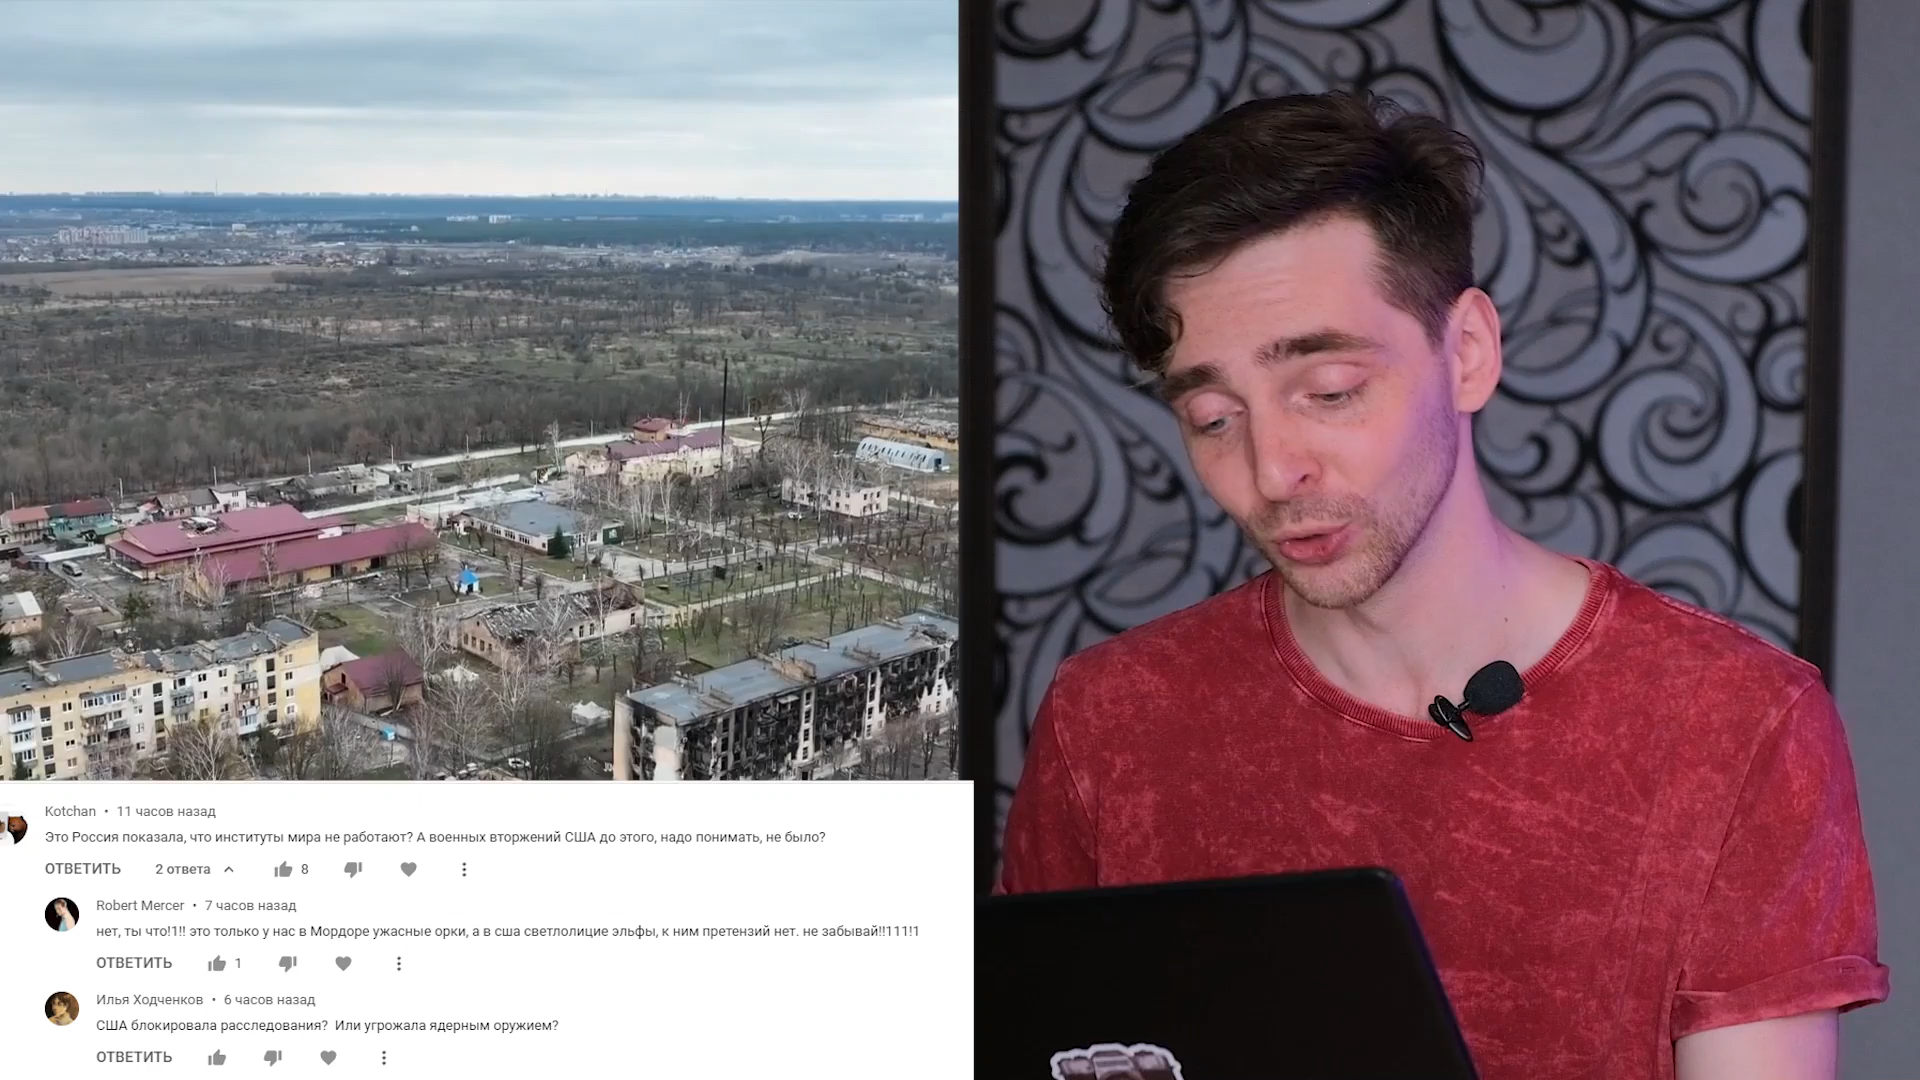 Kotchan • 11 часов назад
Это Россия показала, что институты мира не работают? А военных вторжений США до этого, надо понимать, не было?
ОТВЕТИТЬ 2 ответа 8
Robert Mercer • 7 часов назад
нет, ты что!1!! это только у нас в Мордоре ужасные орки, а в сша светлолицие эльфы, к ним претензий нет. не забывай!!111!1
ОТВЕТИТЬ 1
Илья Ходченков • 6 часов назад
США блокировала расследования? Или угрожала ядерным оружием?
ОТВЕТИТЬ